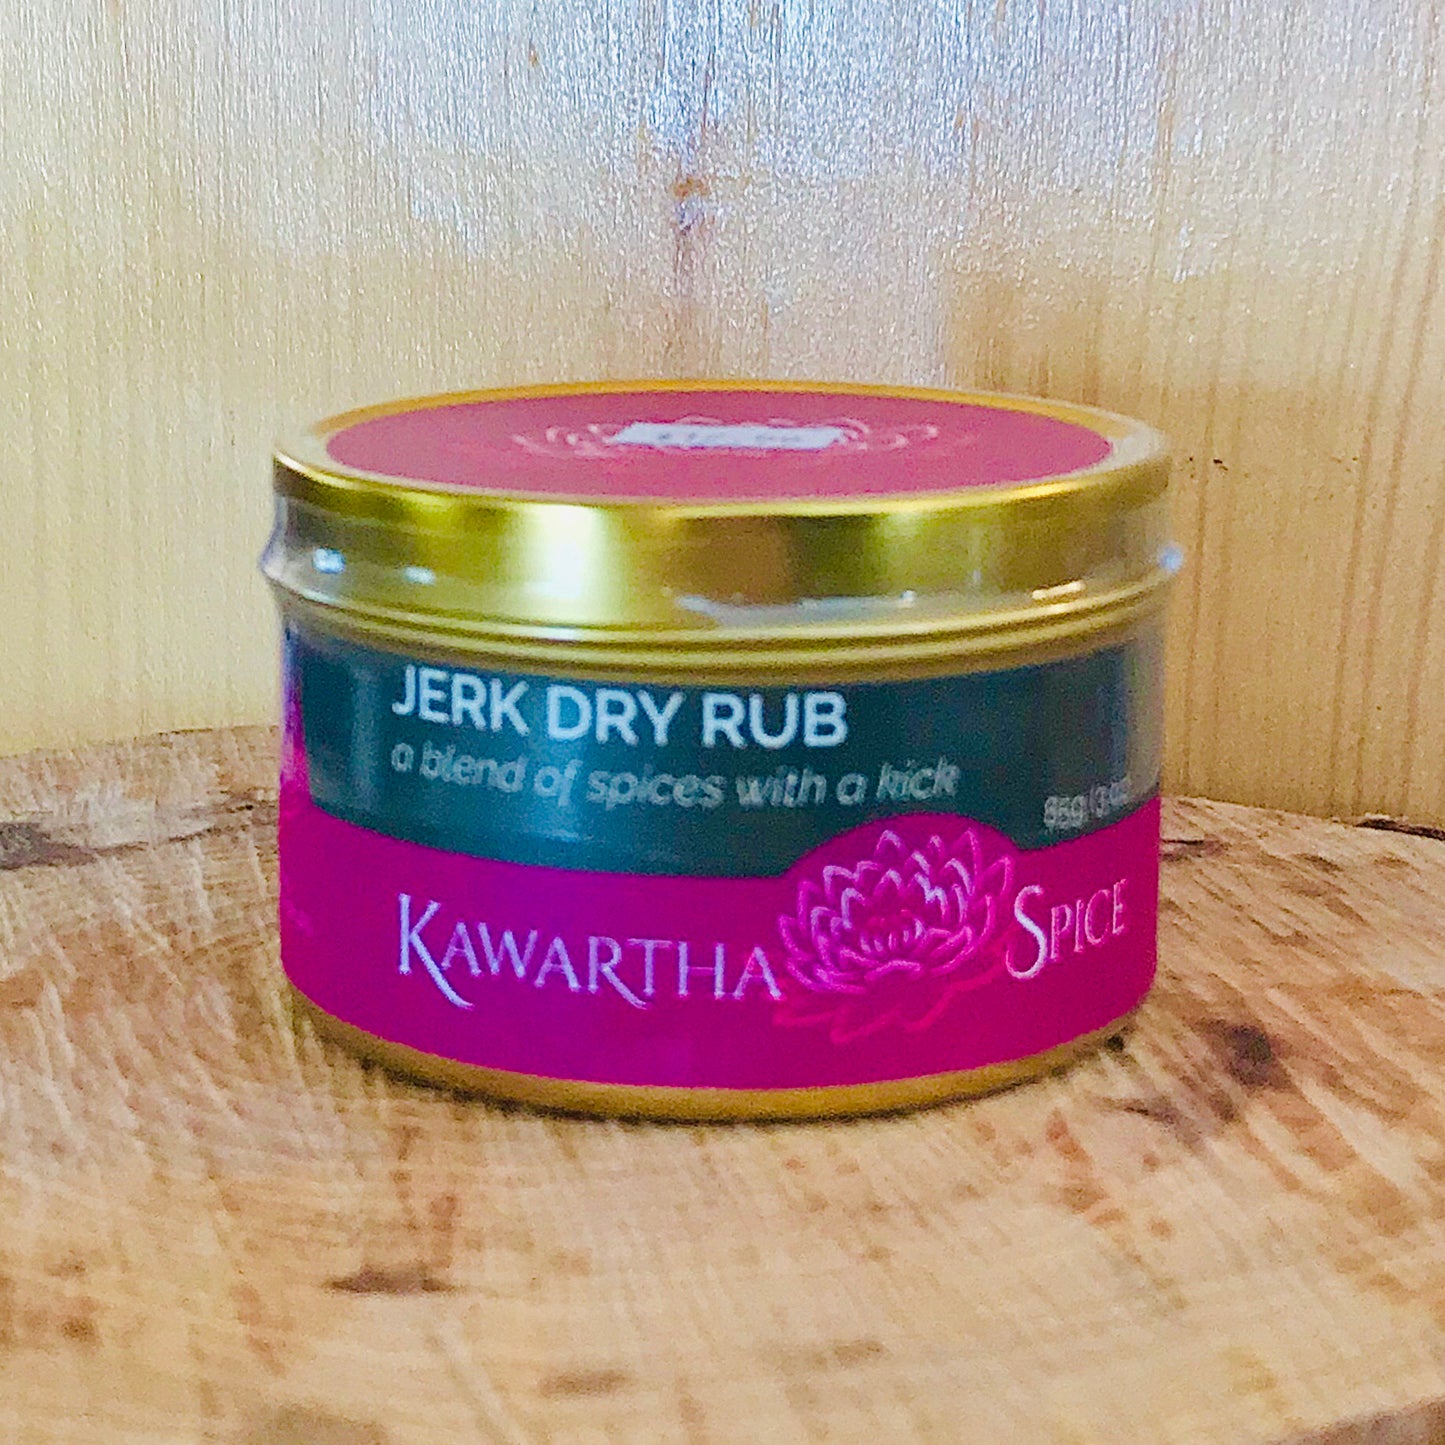 JERK DRY RUB
a blend of spices with a kick
KAWARTHA SPICE